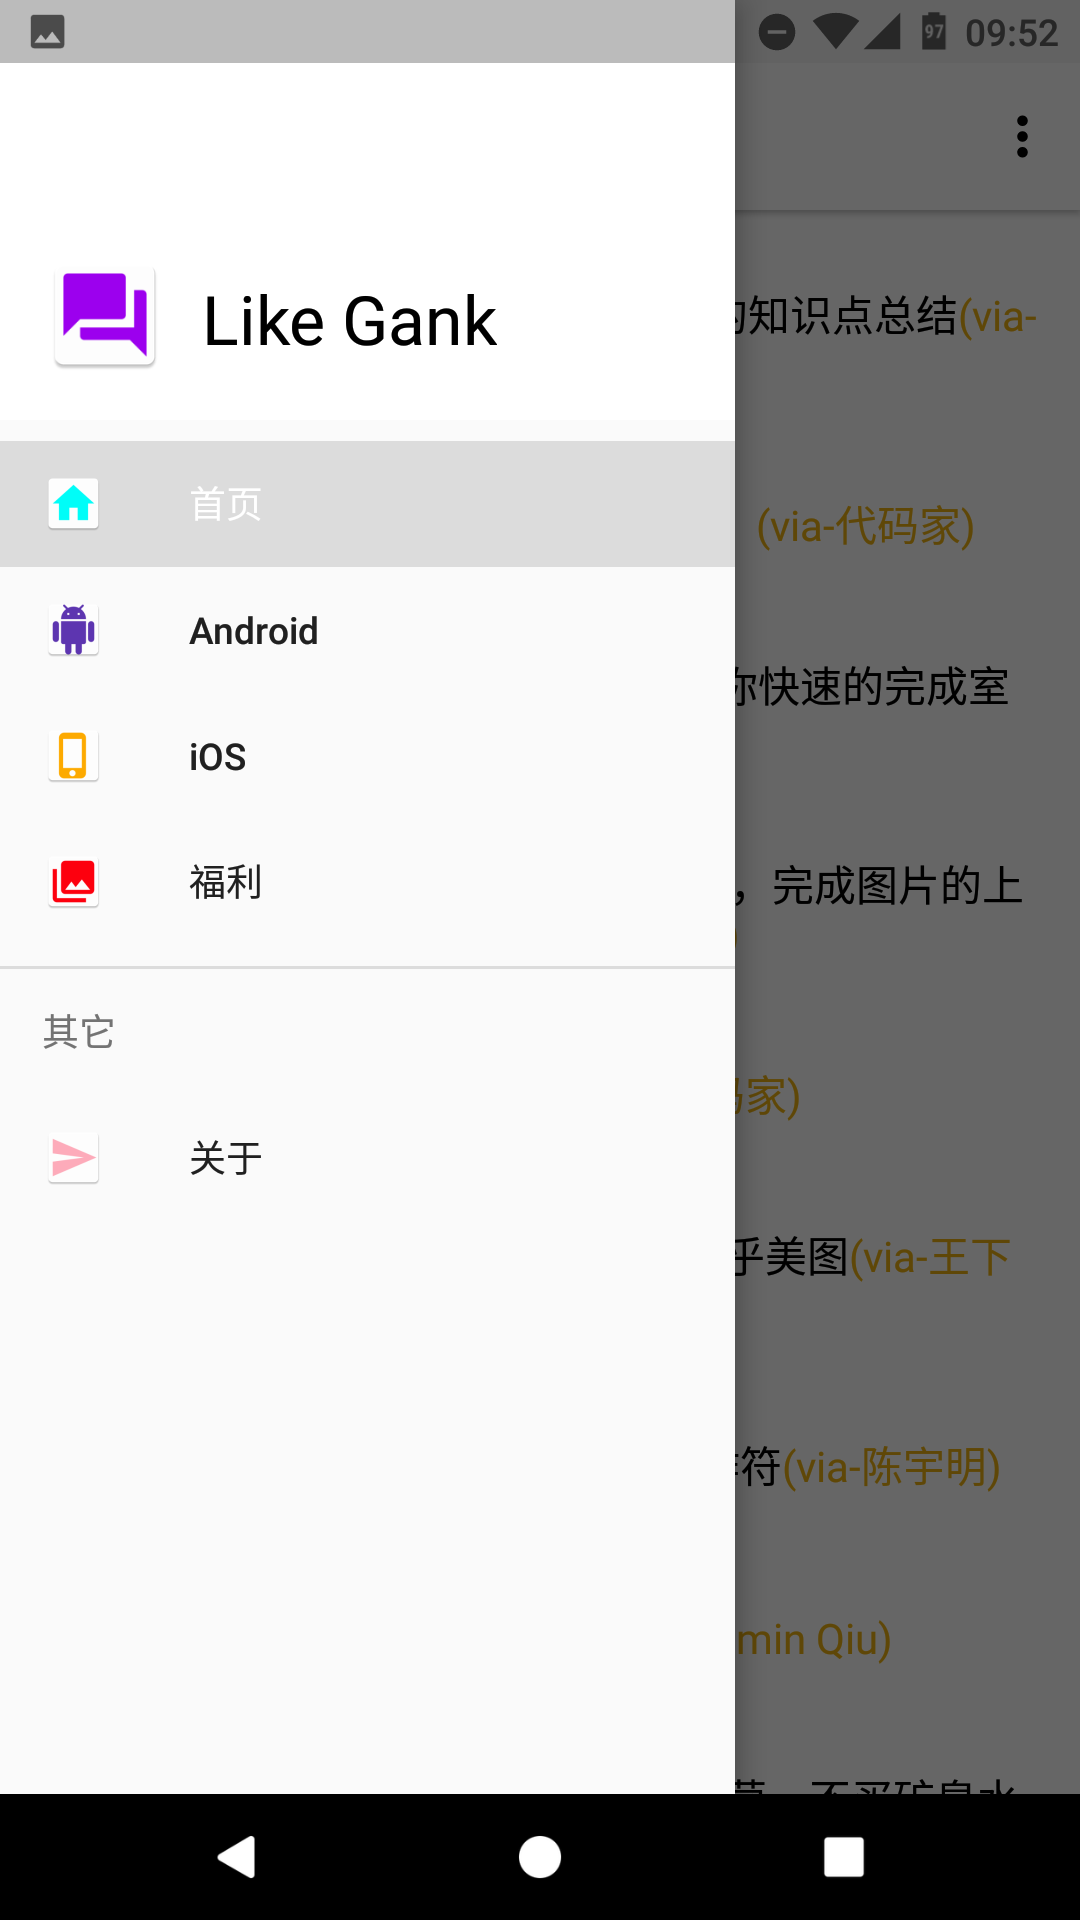 97 09:52
Like Gank
知识点总结(via-
首页
(via-代码家)
Android
快速的完成室
iOS
福利
，完成图片的上
其它
家)
关于
乎美图(via-王下
符(via-陈宇明)
min Qiu)